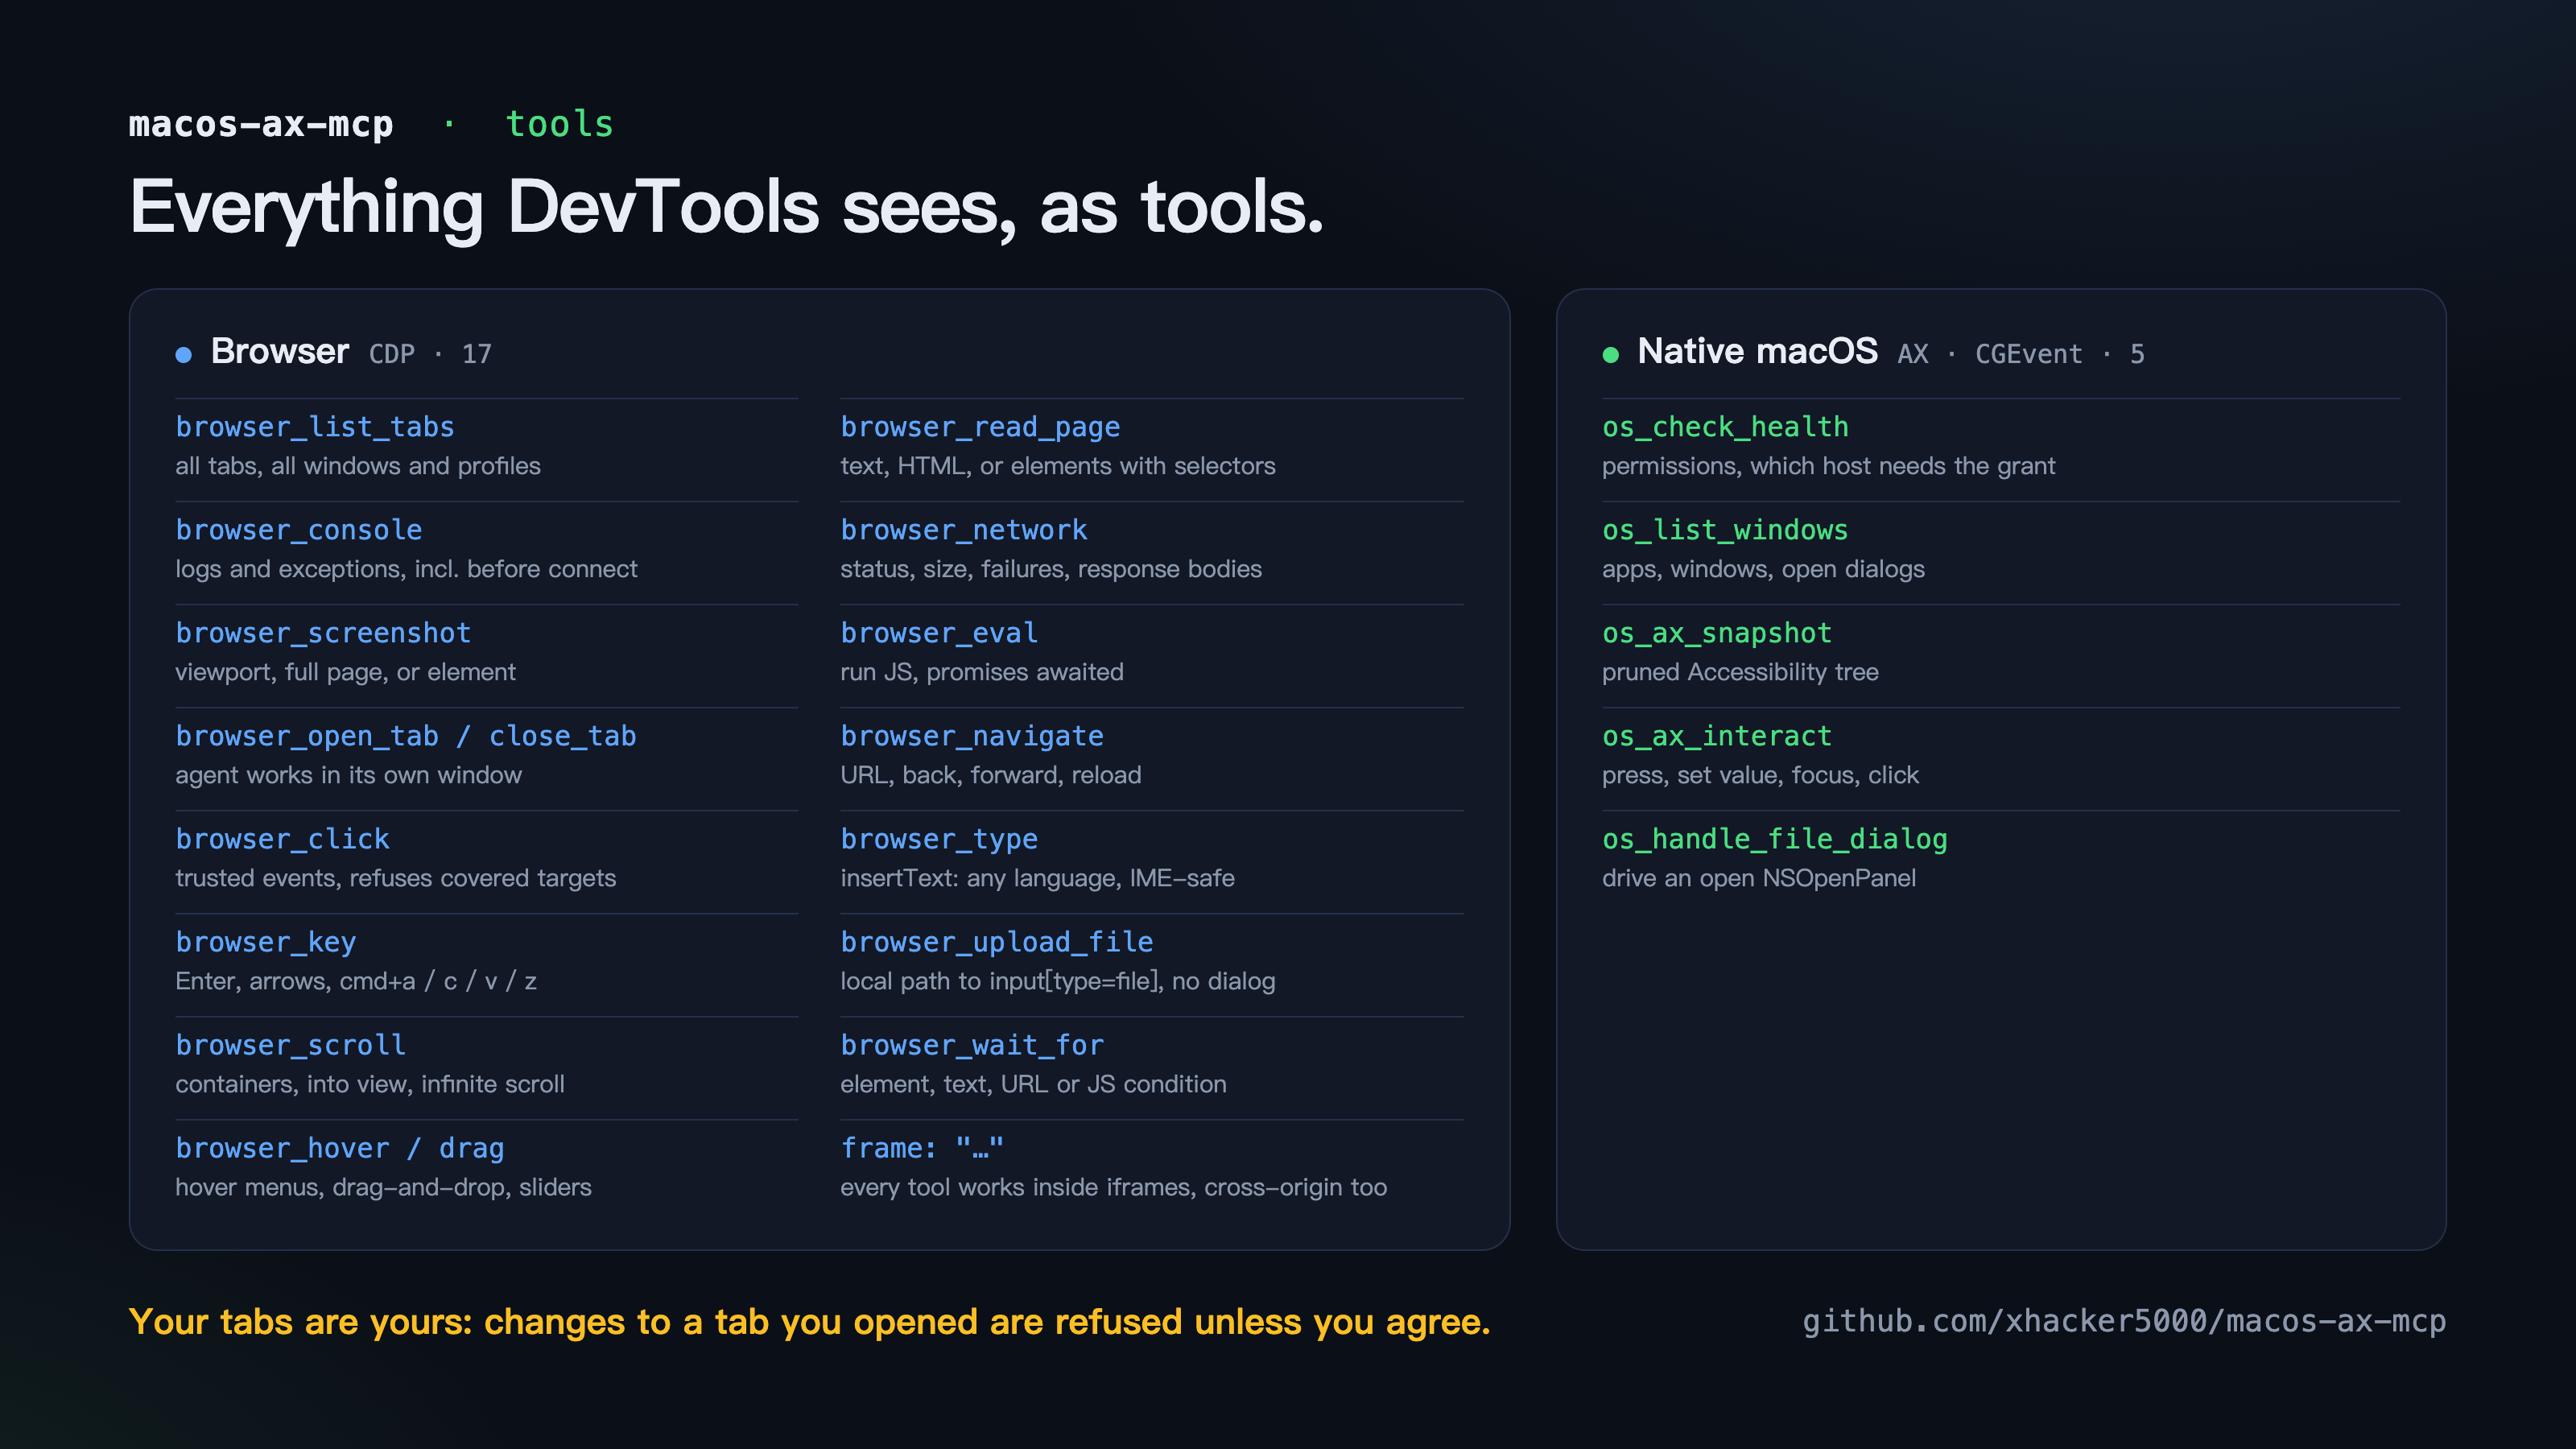 macos-ax-mcp · tools
Everything DevTools sees, as tools.
Browser CDP · 17
browser_list_tabs
all tabs, all windows and profiles
browser_console
logs and exceptions, incl. before connect
browser_screenshot
viewport, full page, or element
browser_open_tab / close_tab
agent works in its own window
browser_click
trusted events, refuses covered targets
browser_key
Enter, arrows, cmd+a / c / v / z
browser_scroll
containers, into view, infinite scroll
browser_hover / drag
hover menus, drag-and-drop, sliders
browser_read_page
text, HTML, or elements with selectors
browser_network
status, size, failures, response bodies
browser_eval
run JS, promises awaited
browser_navigate
URL, back, forward, reload
browser_type
insertText: any language, IME-safe
browser_upload_file
local path to input[type=file], no dialog
browser_wait_for
element, text, URL or JS condition
frame: "…"
every tool works inside iframes, cross-origin too
Native macOS AX · CGEvent · 5
os_check_health
permissions, which host needs the grant
os_list_windows
apps, windows, open dialogs
os_ax_snapshot
pruned Accessibility tree
os_ax_interact
press, set value, focus, click
os_handle_file_dialog
drive an open NSOpenPanel
Your tabs are yours: changes to a tab you opened are refused unless you agree.
github.com/xhacker5000/macos-ax-mcp